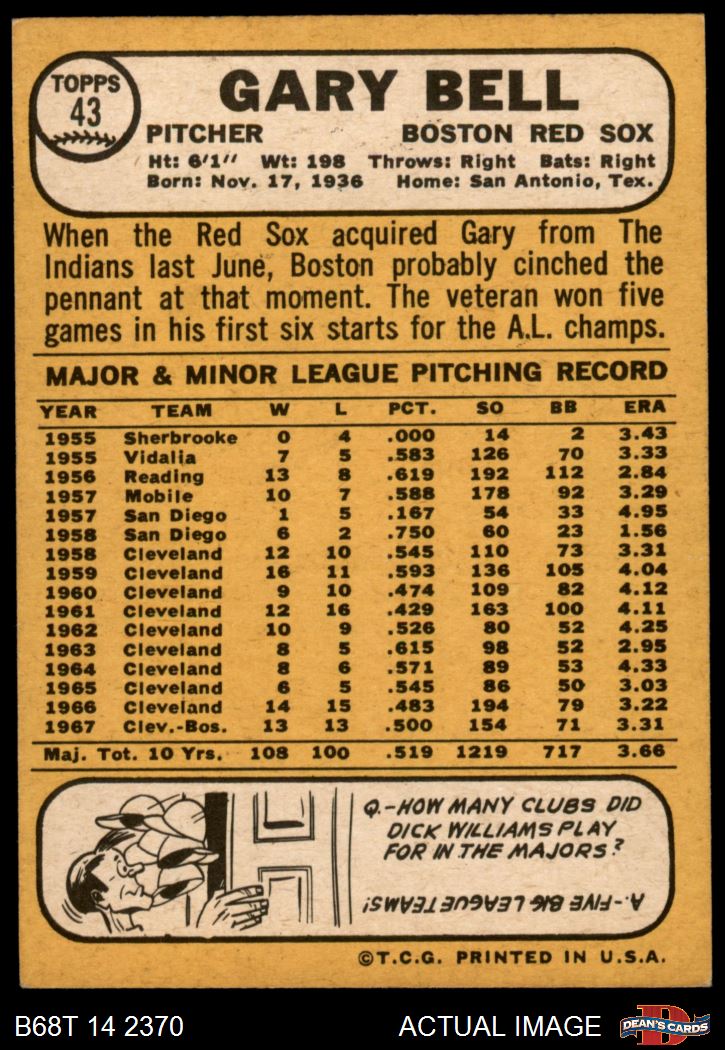 TOPPS
43
GARY BELL
PITCHER BOSTON RED SOX
Ht: 6'1" Wt: 198 Throws: Right Bats: Right
Born: Nov. 17, 1936 Home: San Antonio, Tex.
When the Red Sox acquired Gary from The
Indians last June, Boston probably cinched the
pennant at that moment. The veteran won five
games in his first six starts for the A.L. champs.
MAJOR & MINOR LEAGUE PITCHING RECORD
YEAR TEAM W L PCT. SO BB ERA
1955 Sherbrooke 0 4 .000 14 2 3.43
1955 Vidalia 7 5 .583 126 70 3.33
1956 Reading 13 8 .619 192 112 2.84
1957 Mobile 10 7 .588 178 92 3.29
1957 San Diego 1 5 .167 54 33 4.95
1958 San Diego 6 2 .750 60 23 1.56
1958 Cleveland 12 10 .545 110 73 3.31
1959 Cleveland 16 11 .593 136 105 4.04
1960 Cleveland 9 10 .474 109 82 4.12
1961 Cleveland 12 16 .429 163 100 4.11
1962 Cleveland 10 9 .526 80 52 4.25
1963 Cleveland 8 5 .615 98 52 2.95
1964 Cleveland 8 6 .571 89 53 4.33
1965 Cleveland 6 5 .545 86 50 3.03
1966 Cleveland 14 15 .483 194 79 3.22
1967 Clev.-Bos. 13 13 .500 154 71 3.31
Maj. Tot. 10 Yrs. 108 100 .519 1219 717 3.66
Q.-HOW MANY CLUBS DID
DICK WILLIAMS PLAY
FOR IN THE MAJORS?
A.-FIVE BIG LEAGUE TEAMS!
©T.C.G. PRINTED IN U.S.A.
B68T 14 2370 ACTUAL IMAGE
D
DEAN'S CARDS